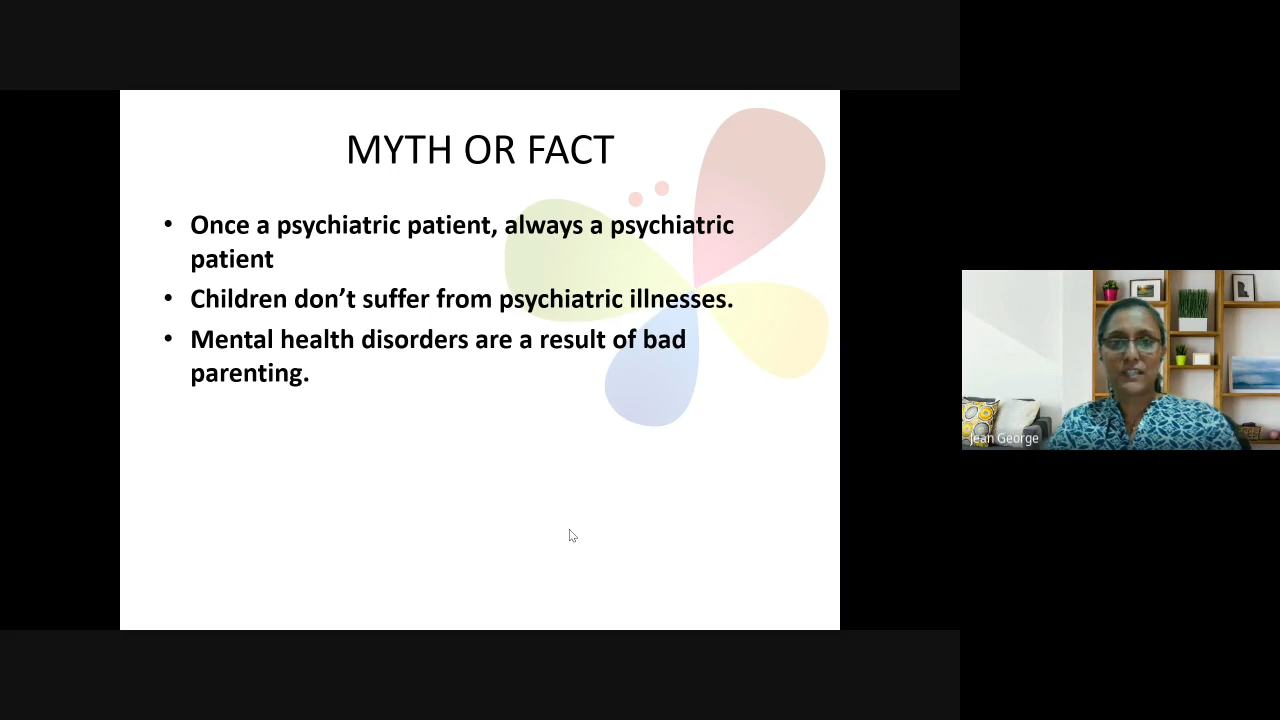 MYTH OR FACT
• Once a psychiatric patient, always a psychiatric
patient
• Children don’t suffer from psychiatric illnesses.
• Mental health disorders are a result of bad
parenting.
Jean George